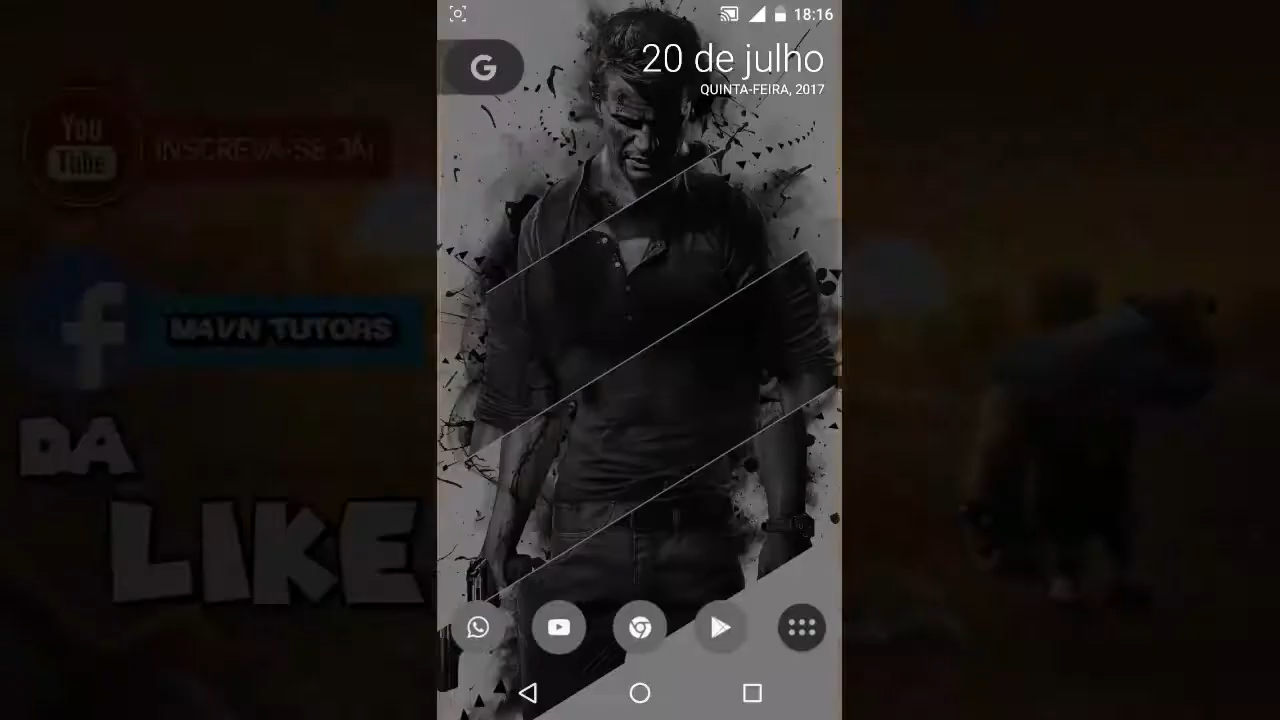 18:16
G
20 de julho
QUINTA-FEIRA, 2017
You
Tube
INSCREVA-SE JÁ!
f
MAVN TUTORS
DA
LIKE